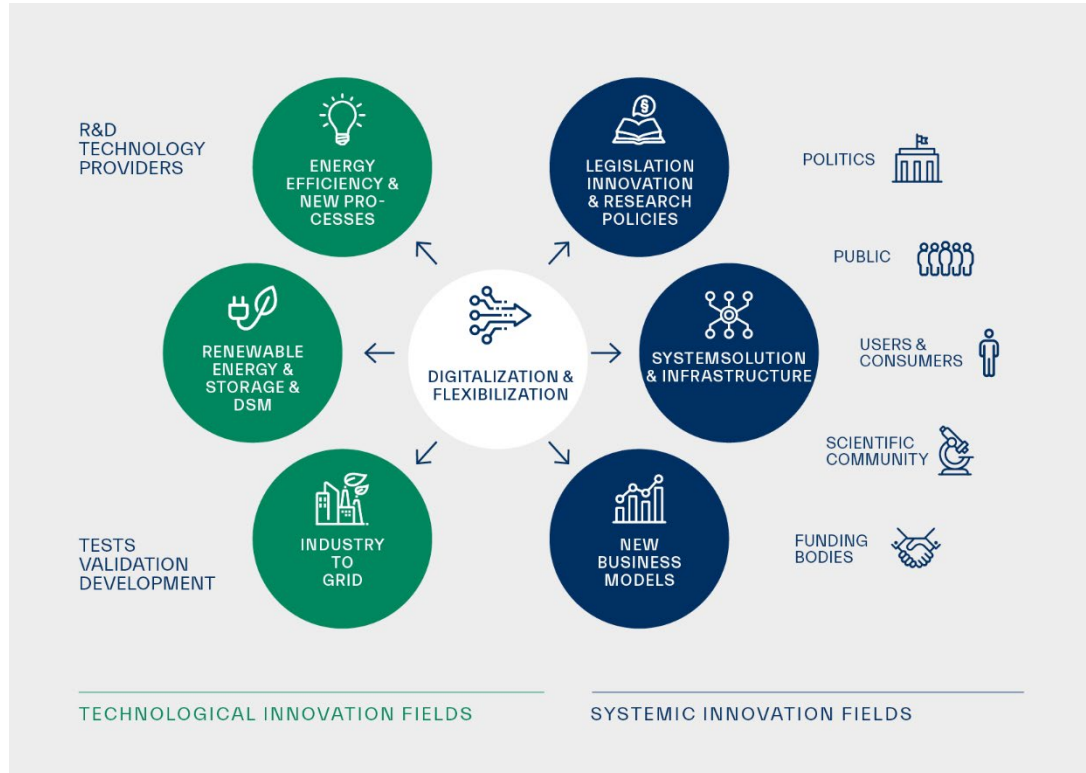 R&D
TECHNOLOGY
PROVIDERS
ENERGY
EFFICIENCY &
NEW PRO-
CESSES
LEGISLATION
INNOVATION
& RESEARCH
POLICIES
§
POLITICS
PUBLIC
RENEWABLE
ENERGY &
STORAGE &
DSM
DIGITALIZATION &
FLEXIBILIZATION
SYSTEMSOLUTION
& INFRASTRUCTURE
USERS &
CONSUMERS
SCIENTIFIC
COMMUNITY
TESTS
VALIDATION
DEVELOPMENT
INDUSTRY
TO
GRID
NEW
BUSINESS
MODELS
FUNDING
BODIES
TECHNOLOGICAL INNOVATION FIELDS
SYSTEMIC INNOVATION FIELDS